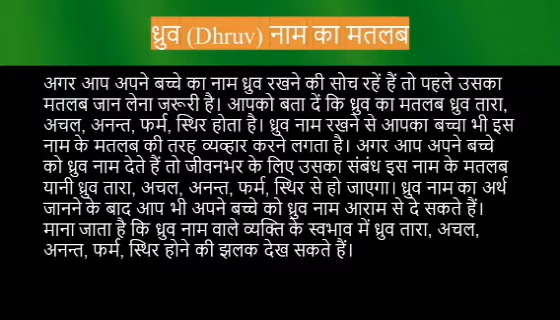 ध्रुव (Dhruv) नाम का मतलब
अगर आप अपने बच्चे का नाम ध्रुव रखने की सोच रहें हैं तो पहले उसका
मतलब जान लेना जरूरी है। आपको बता दें कि ध्रुव का मतलब ध्रुव तारा,
अचल, अनन्त, फर्म, स्थिर होता है। ध्रुव नाम रखने से आपका बच्चा भी इस
नाम के मतलब की तरह व्यव्हार करने लगता है। अगर आप अपने बच्चे
को ध्रुव नाम देते हैं तो जीवनभर के लिए उसका संबंध इस नाम के मतलब
यानी ध्रुव तारा, अचल, अनन्त, फर्म, स्थिर से हो जाएगा। ध्रुव नाम का अर्थ
जानने के बाद आप भी अपने बच्चे को ध्रुव नाम आराम से दे सकते हैं।
माना जाता है कि ध्रुव नाम वाले व्यक्ति के स्वभाव में ध्रुव तारा, अचल,
अनन्त, फर्म, स्थिर होने की झलक देख सकते हैं।